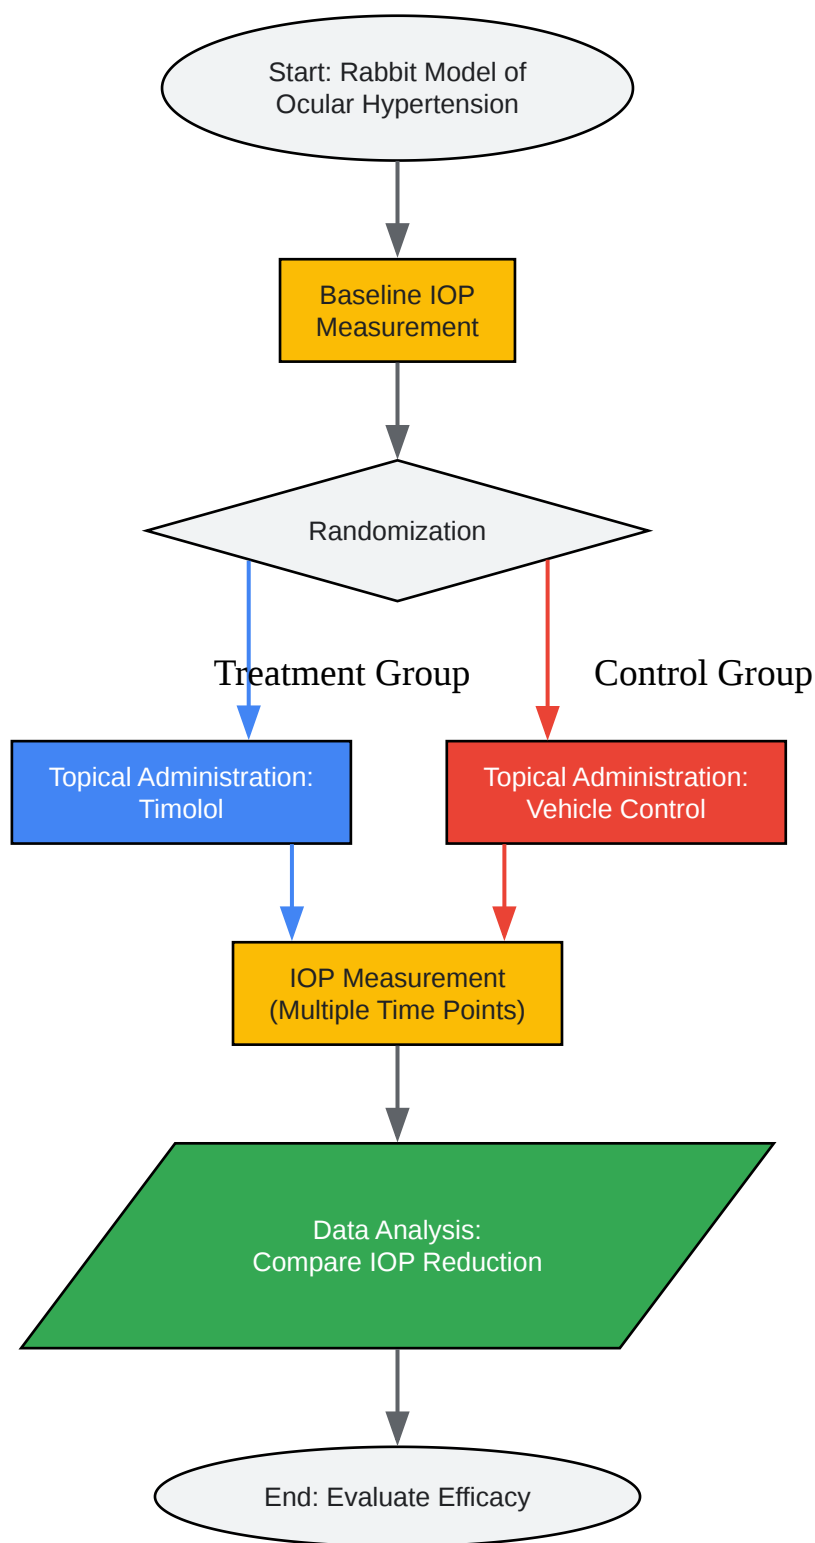 Start: Rabbit Model of
Ocular Hypertension
Baseline IOP
Measurement
Randomization
Treatment Group
Control Group
Topical Administration:
Timolol
Topical Administration:
Vehicle Control
IOP Measurement
(Multiple Time Points)
Data Analysis:
Compare IOP Reduction
End: Evaluate Efficacy